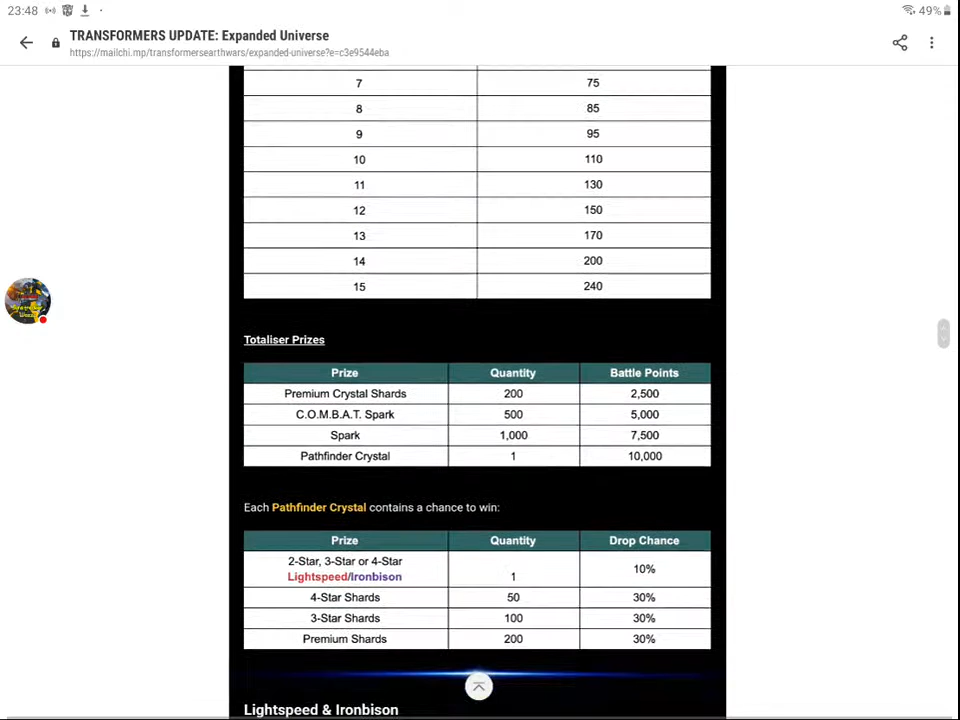 23:48 49%
TRANSFORMERS UPDATE: Expanded Universe
https://mailchi.mp/transformersearthwars/expanded-universe?e=c3e9544eba
7 75
8 85
9 95
10 110
11 130
12 150
13 170
14 200
15 240
Totaliser Prizes
Prize Quantity Battle Points
Premium Crystal Shards 200 2,500
C.O.M.B.A.T. Spark 500 5,000
Spark 1,000 7,500
Pathfinder Crystal 1 10,000
Each Pathfinder Crystal contains a chance to win:
Prize Quantity Drop Chance
2-Star, 3-Star or 4-Star
Lightspeed/Ironbison 1 10%
4-Star Shards 50 30%
3-Star Shards 100 30%
Premium Shards 200 30%
Lightspeed & Ironbison